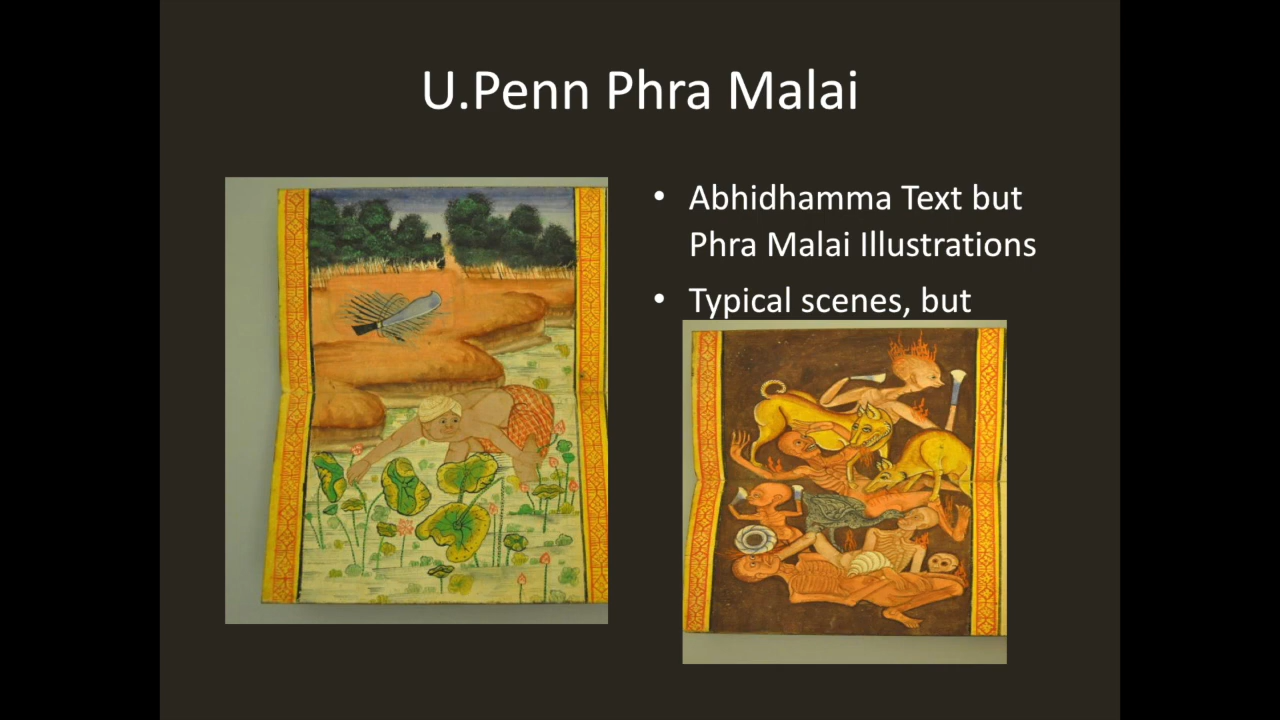 U.Penn Phra Malai
• Abhidhamma Text but
Phra Malai Illustrations
• Typical scenes, but